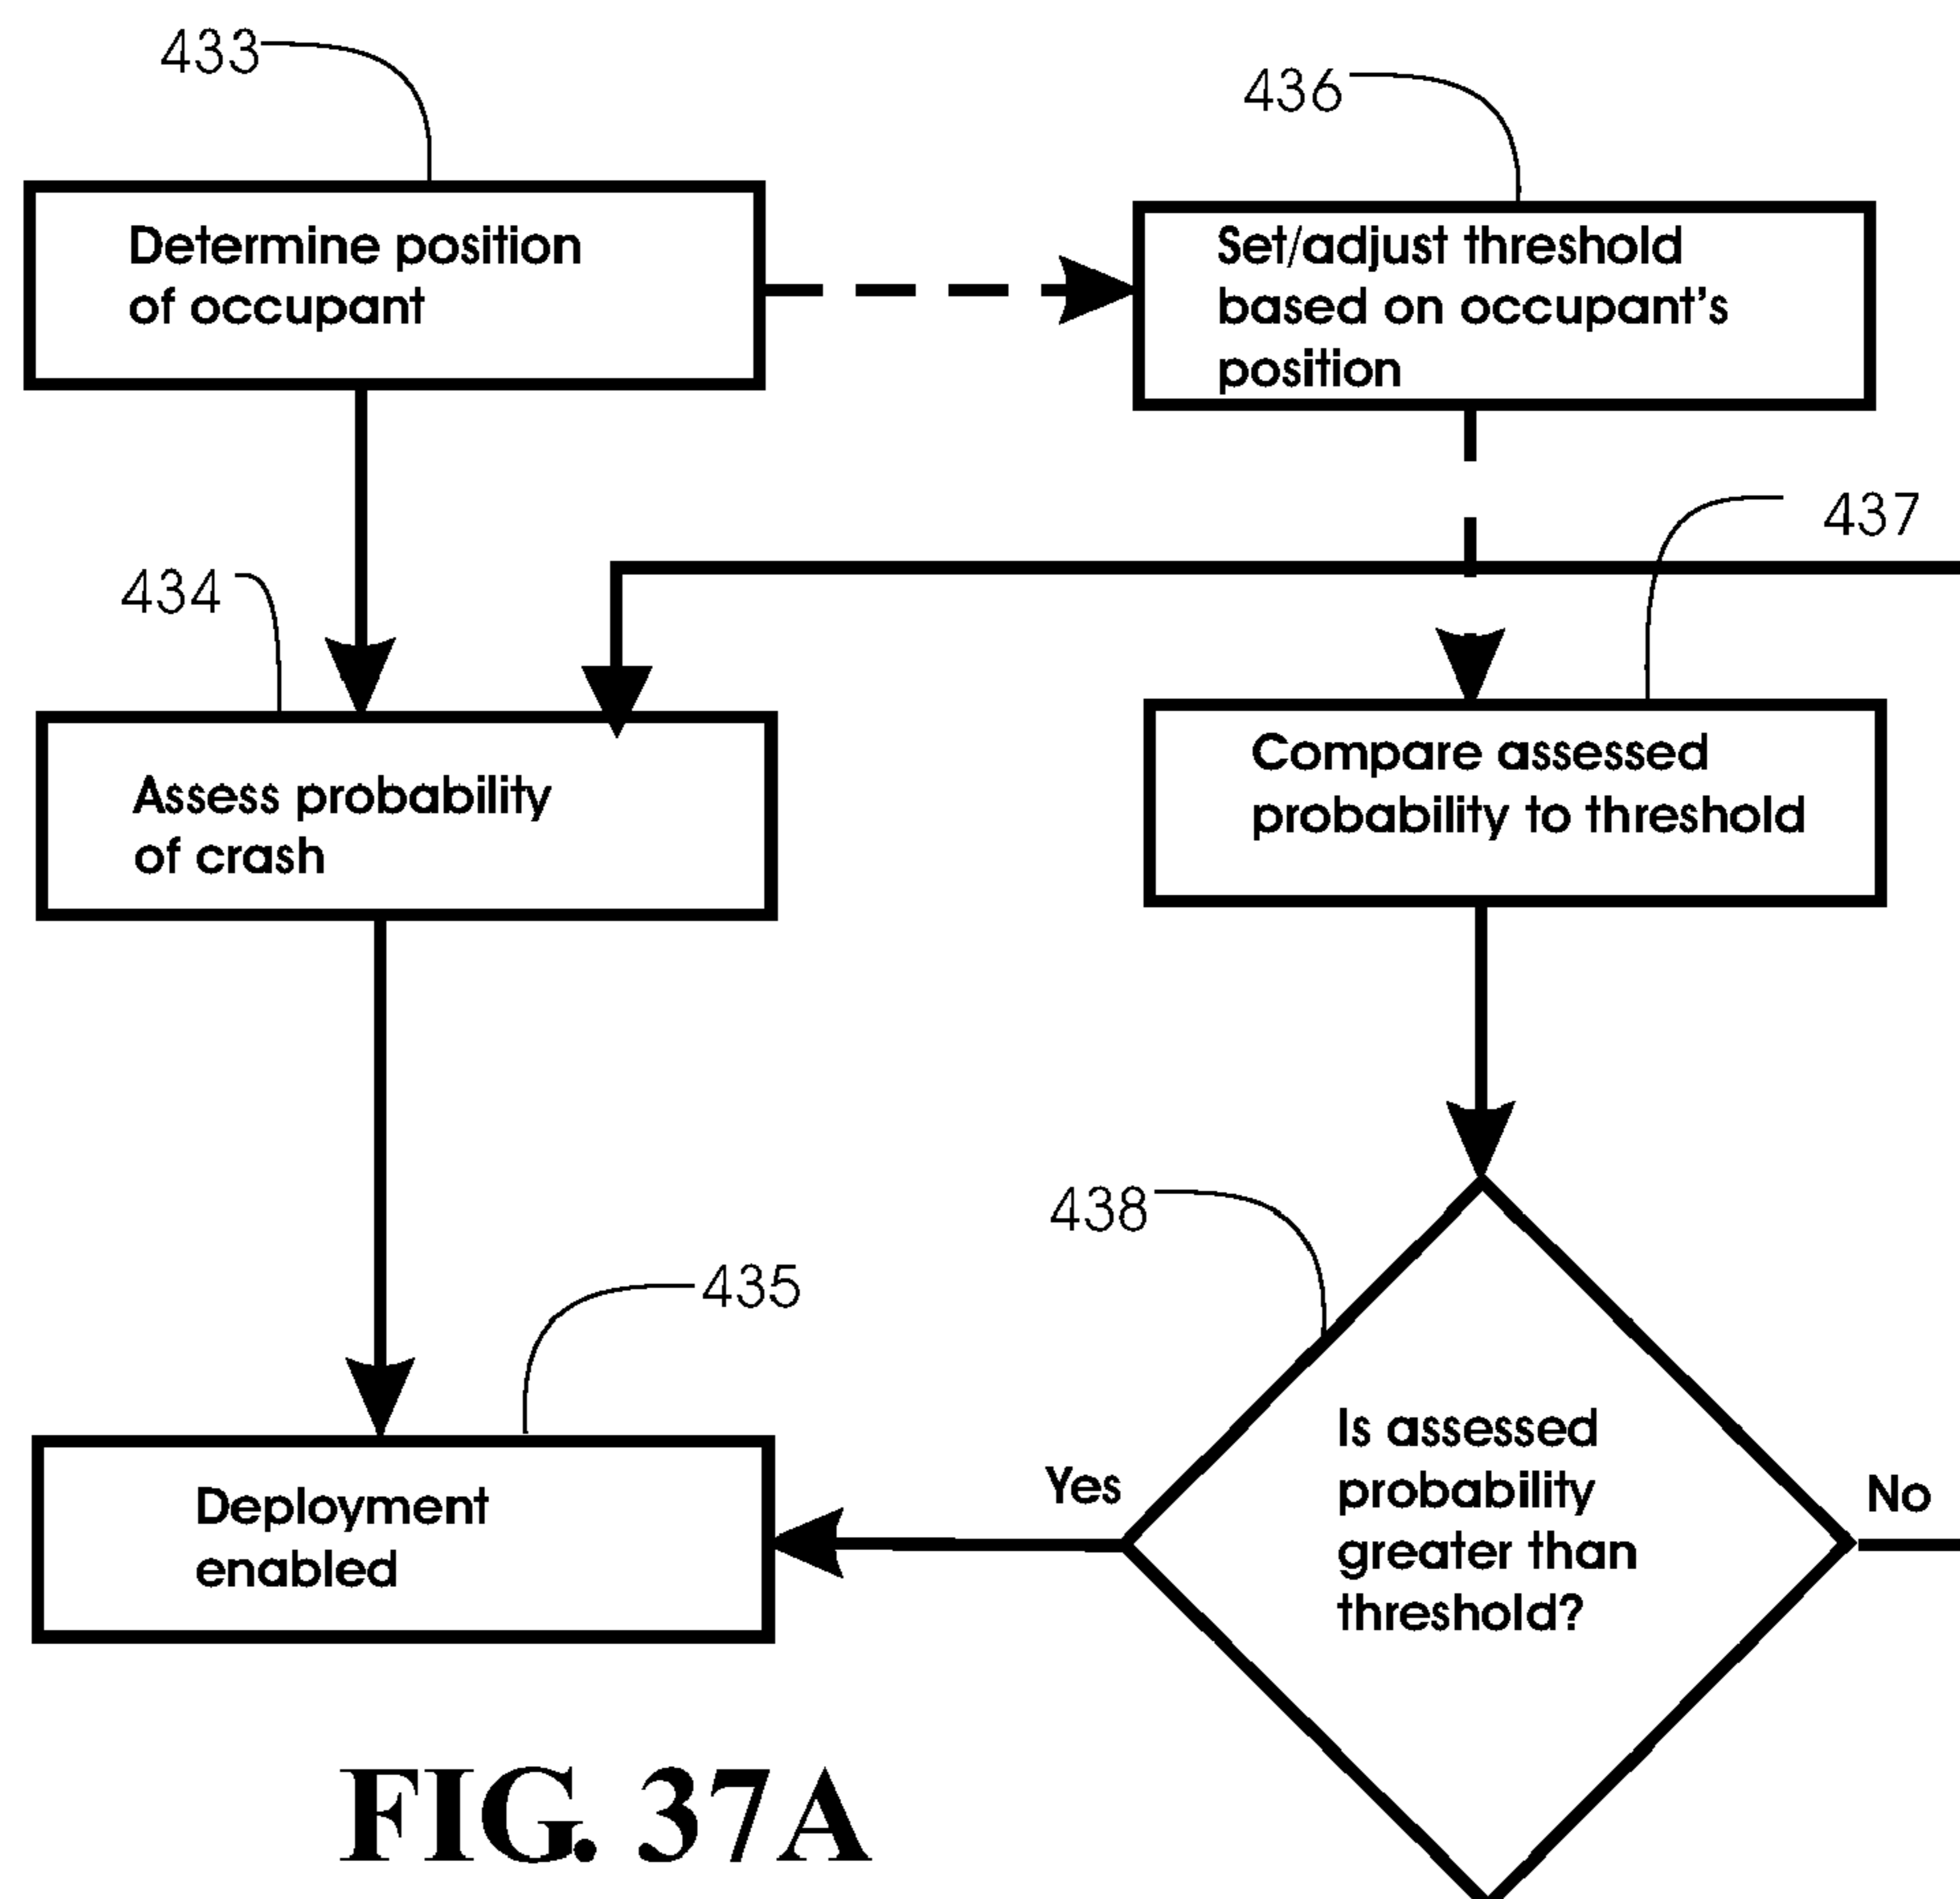 433
436
Determine position
of occupant
Set/adjust threshold
based on occupant's
position
437
434
Assess probability
of crash
Compare assessed
probability to threshold
438
435
Is assessed
probability
greater than
threshold?
Yes
No
Deployment
enabled
FIG. 37A